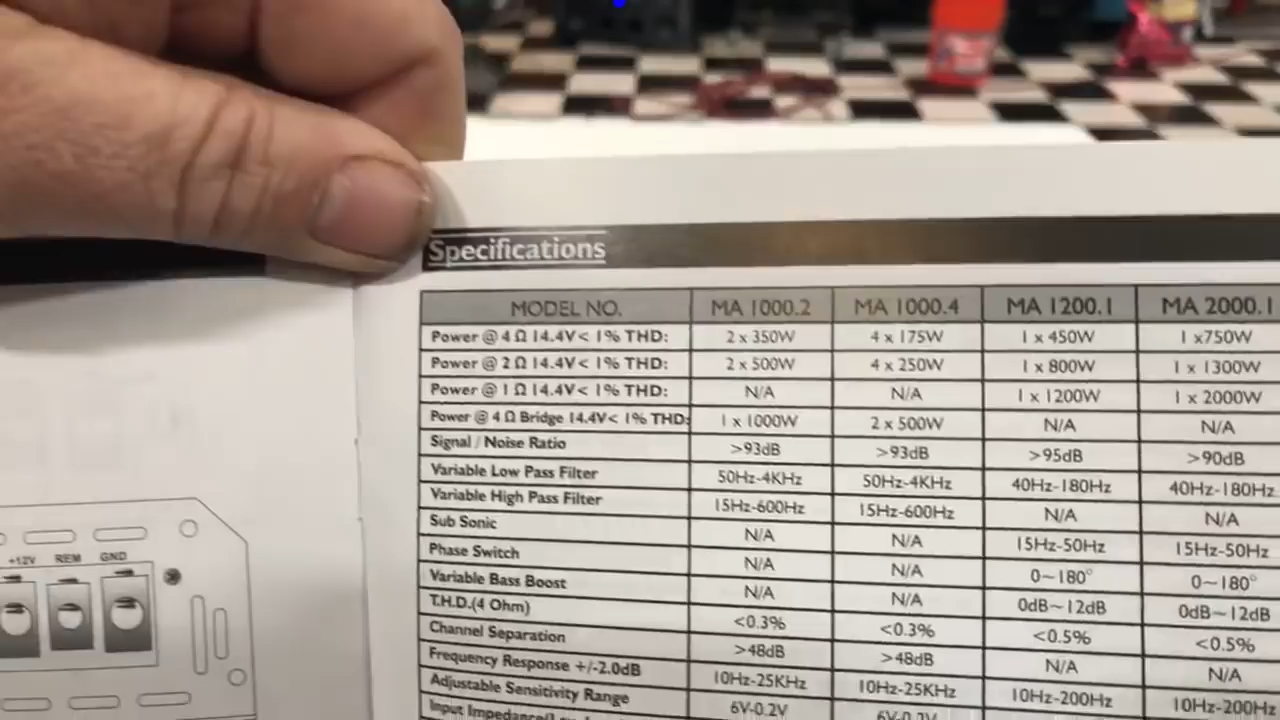 Specifications
MODEL NO. MA 1000.2 MA 1000.4 MA 1200.1 MA 2000.1
Power @ 4 Ω 14.4V< 1% THD: 2 x 350W 4 x 175W 1 x 450W 1 x750W
Power @ 2 Ω 14.4V< 1% THD: 2 x 500W 4 x 250W 1 x 800W 1 x 1300W
Power @ 1 Ω 14.4V< 1% THD: N/A N/A 1 x 1200W 1 x 2000W
Power @ 4 Ω Bridge 14.4V< 1% THD: 1 x 1000W 2 x 500W N/A N/A
Signal / Noise Ratio >93dB >93dB >95dB >90dB
Variable Low Pass Filter 50Hz-4KHz 50Hz-4KHz 40Hz-180Hz 40Hz-180Hz
Variable High Pass Filter 15Hz-600Hz 15Hz-600Hz N/A N/A
Sub Sonic N/A N/A 15Hz-50Hz 15Hz-50Hz
Phase Switch N/A N/A 0~180° 0~180°
Variable Bass Boost N/A N/A 0dB~12dB 0dB~12dB
T.H.D.(4 Ohm) <0.3% <0.3% <0.5% <0.5%
Channel Separation >48dB >48dB N/A N/A
Frequency Response +/-2.0dB 10Hz-25KHz 10Hz-25KHz 10Hz-200Hz 10Hz-200Hz
Adjustable Sensitivity Range 6V-0.2V
Input
+12V REM GND